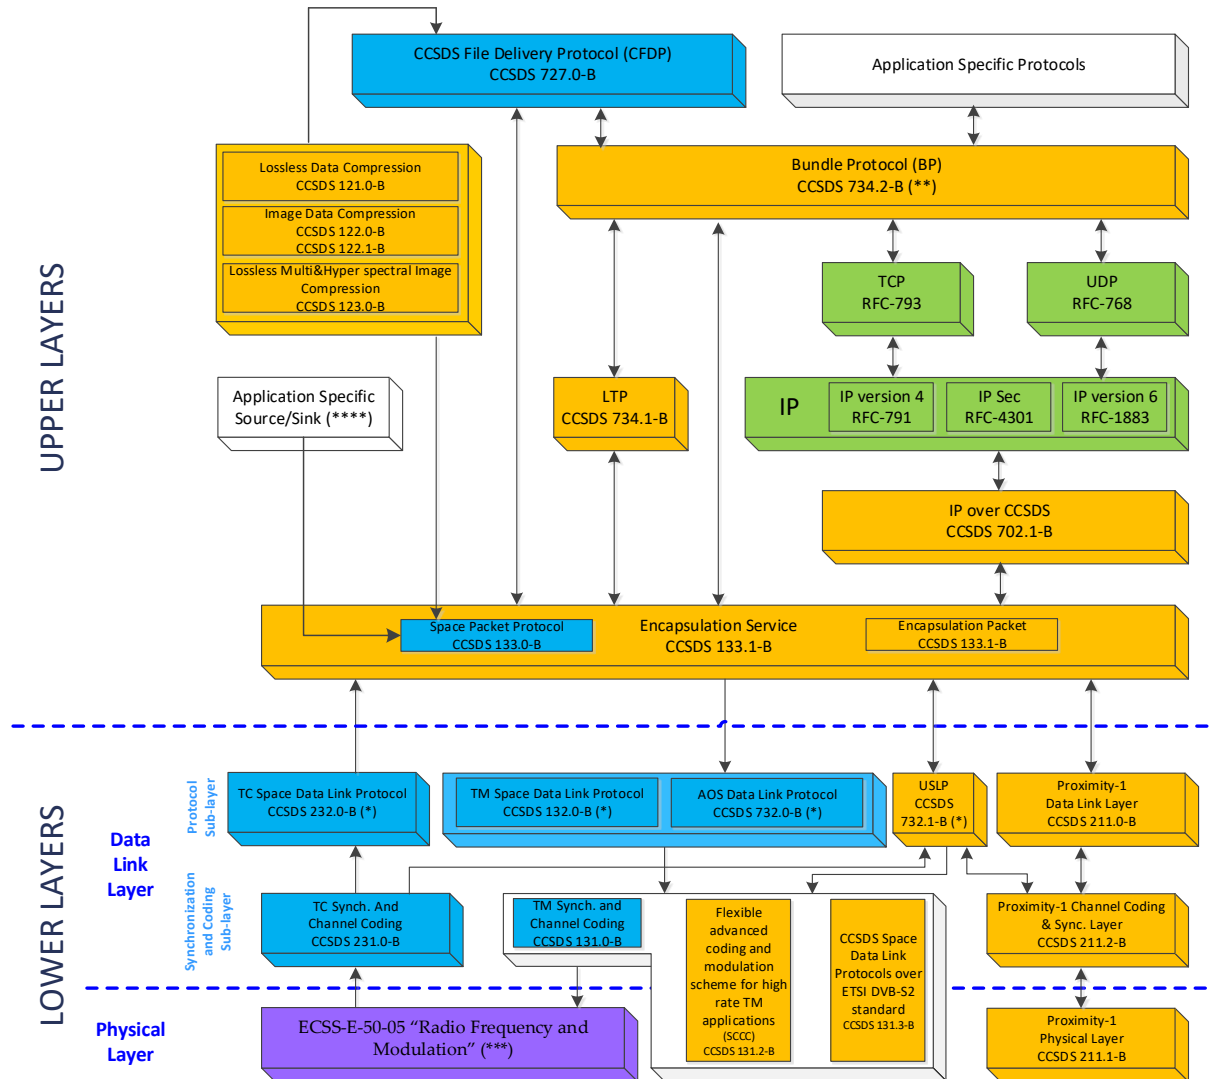 CCSDS File Delivery Protocol (CFDP)
CCSDS 727.0-B
Application Specific Protocols
Lossless Data Compression
CCSDS 121.0-B
Image Data Compression
CCSDS 122.0-B
CCSDS 122.1-B
Lossless Multi&Hyper spectral Image
Compression
CCSDS 123.0-B
Bundle Protocol (BP)
CCSDS 734.2-B (**)
TCP
RFC-793
UDP
RFC-768
UPPER LAYERS
Application Specific
Source/Sink (****)
LTP
CCSDS 734.1-B
IP
IP version 4
RFC-791
IP Sec
RFC-4301
IP version 6
RFC-1883
IP over CCSDS
CCSDS 702.1-B
Space Packet Protocol
CCSDS 133.0-B
Encapsulation Service
CCSDS 133.1-B
Encapsulation Packet
CCSDS 133.1-B
LOWER LAYERS
Data
Link
Layer
Protocol
Sub-layer
TC Space Data Link Protocol
CCSDS 232.0-B (*)
TM Space Data Link Protocol
CCSDS 132.0-B (*)
AOS Data Link Protocol
CCSDS 732.0-B (*)
USLP
CCSDS
732.1-B (*)
Proximity-1
Data Link Layer
CCSDS 211.0-B
Synchronization
and Coding
Sub-layer
TC Synch. And
Channel Coding
CCSDS 231.0-B
TM Synch. and
Channel Coding
CCSDS 131.0-B
Flexible
advanced
coding and
modulation
scheme for high
rate TM
applications
(SCCC)
CCSDS 131.2-B
CCSDS Space
Data Link
Protocols over
ETSI DVB-S2
standard
CCSDS 131.3-B
Proximity-1 Channel Coding
& Sync. Layer
CCSDS 211.2-B
Physical
Layer
ECSS-E-50-05 “Radio Frequency and
Modulation” (***)
Proximity-1
Physical Layer
CCSDS 211.1-B